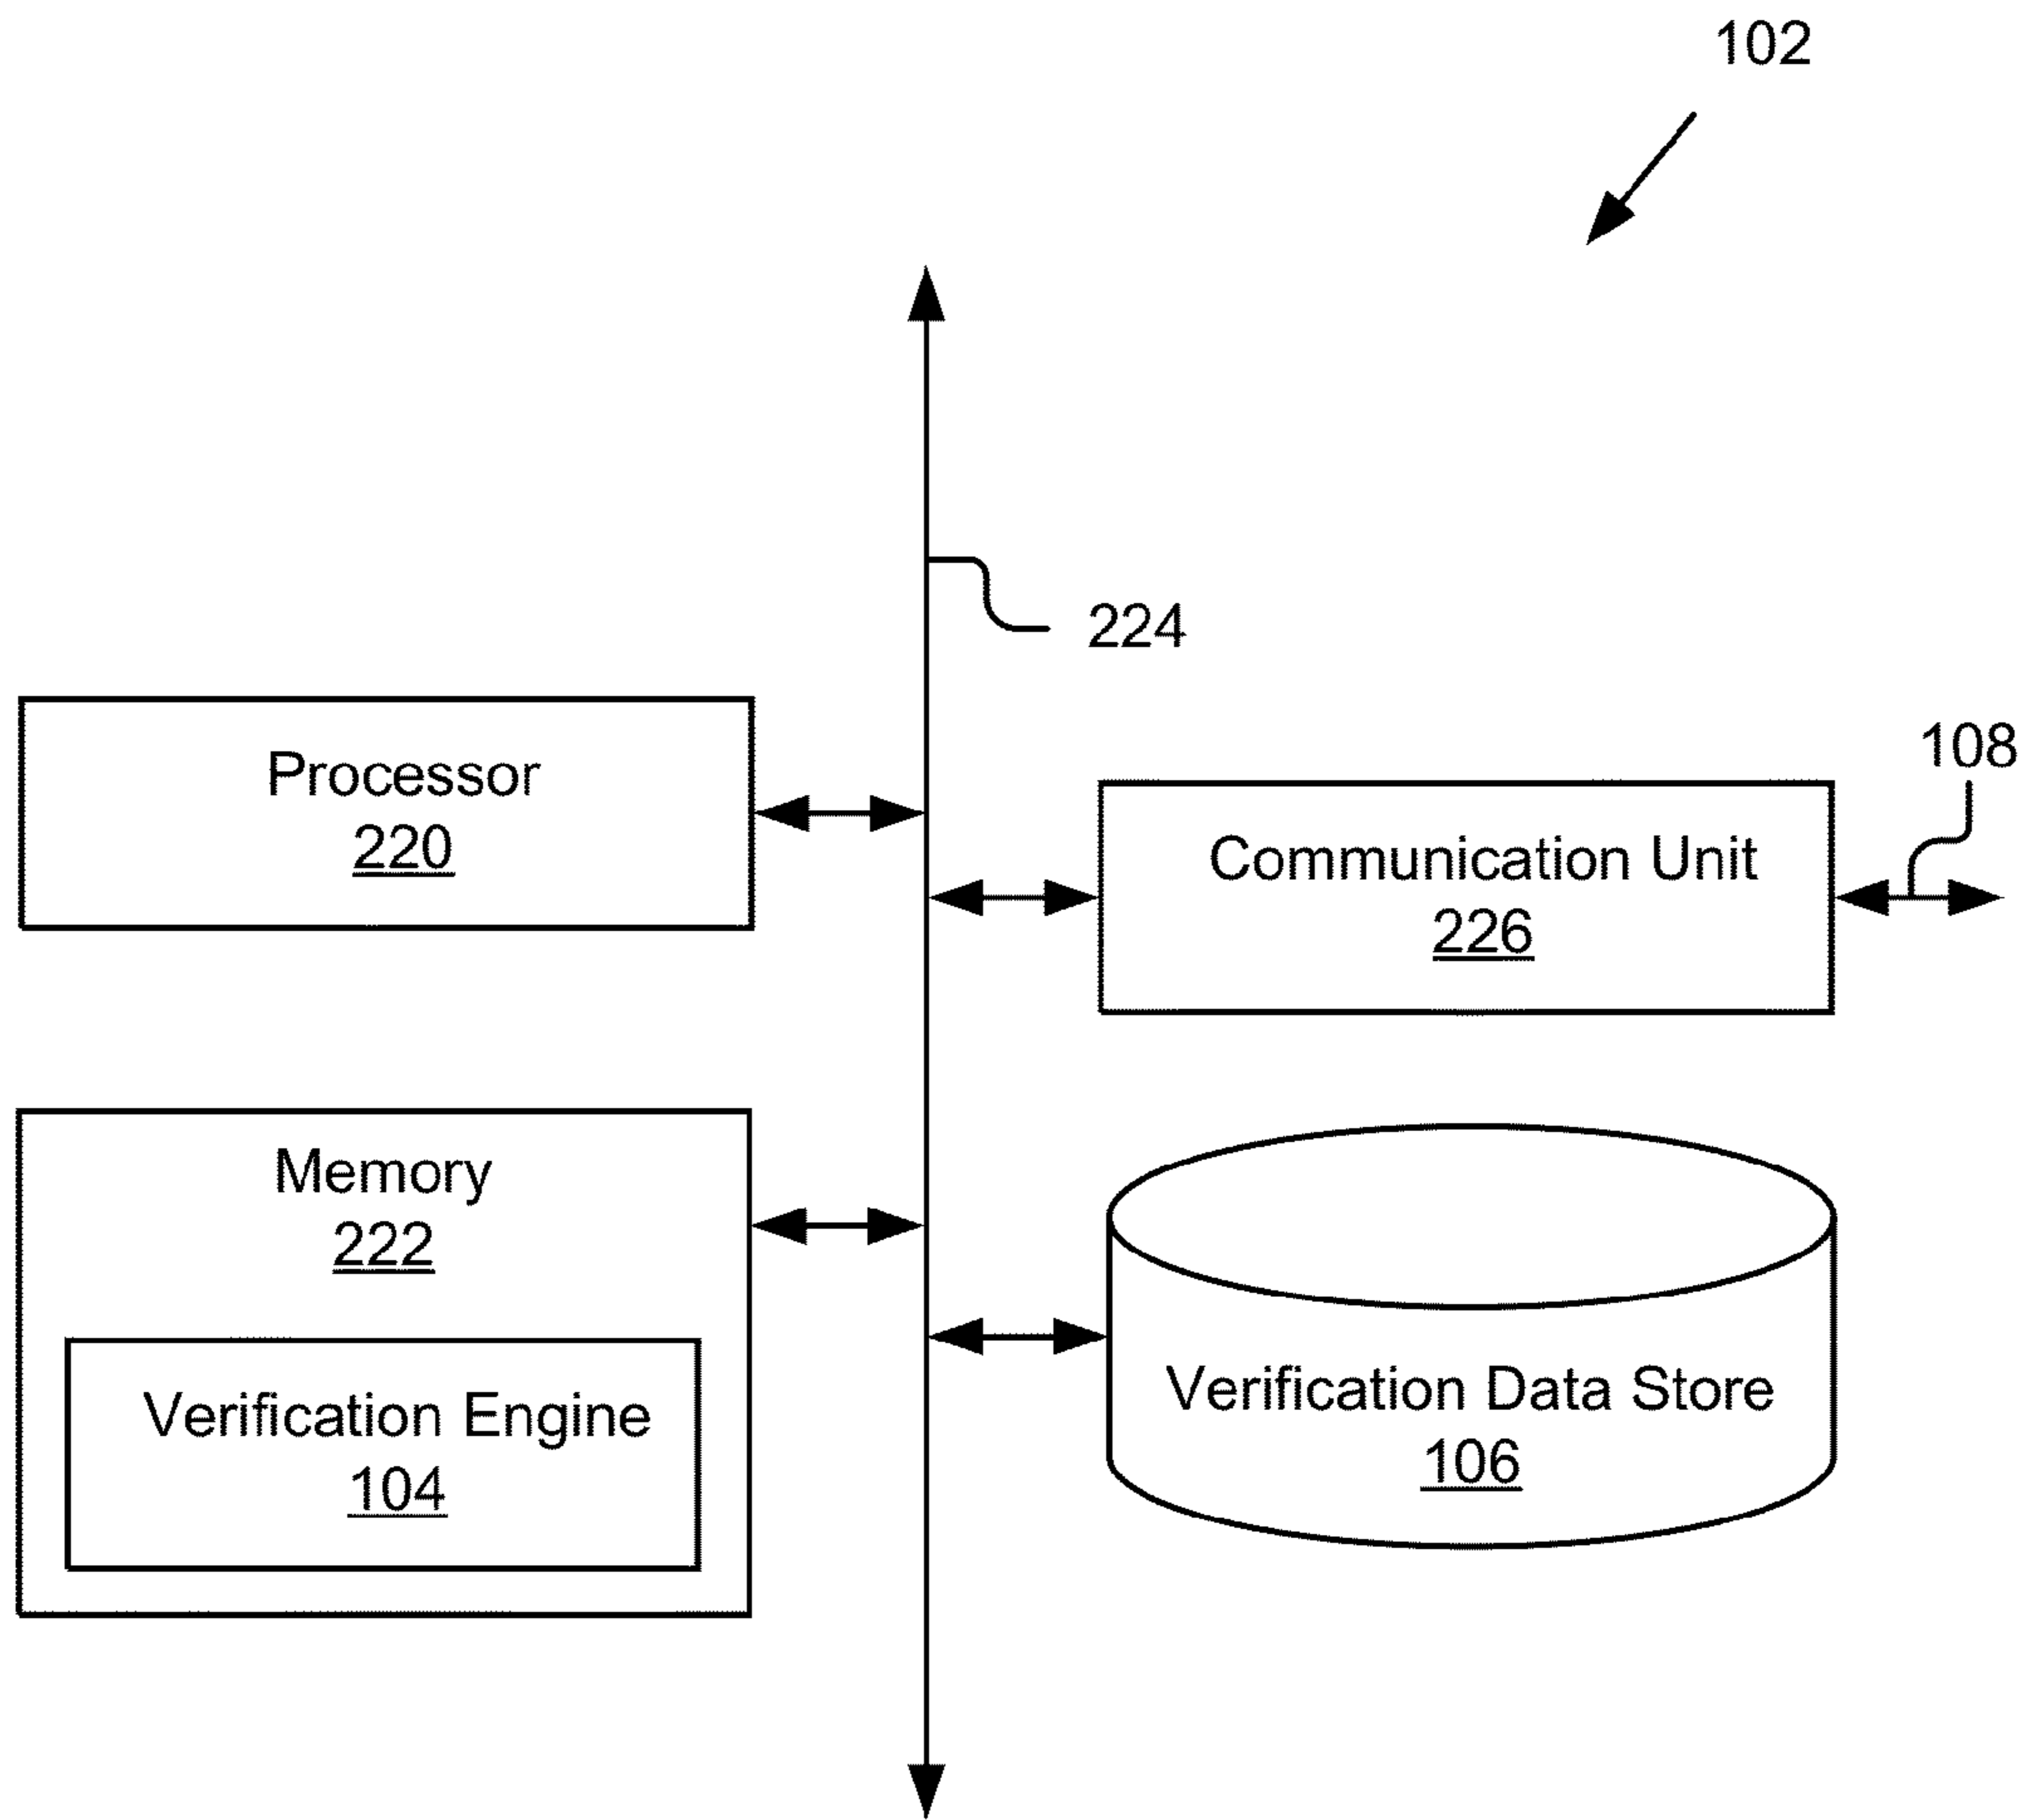 102
224
Processor
220
108
Communication Unit
226
Memory
222
Verification Engine
104
Verification Data Store
106